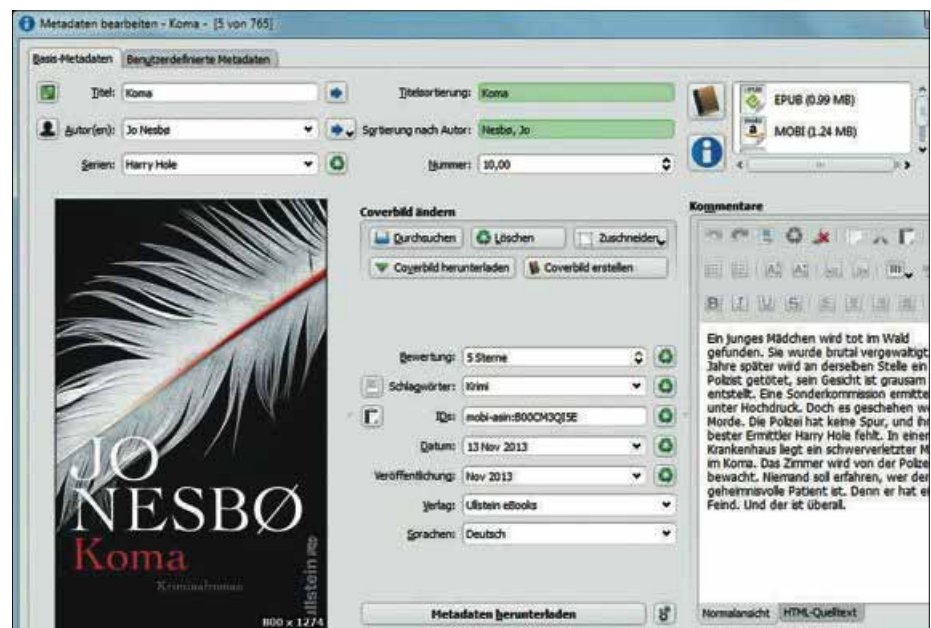 Metadaten bearbeiten - Koma - [5 von 765]
Basis-Metadaten Benutzerdefinierte Metadaten
Titel: Koma
Titelsortierung: Koma
Autor(en): Jo Nesbø
Sortierung nach Autor: Nesbø, Jo
Serien: Harry Hole
Nummer: 10,00
EPUB (0.99 MB)
MOBI (1.24 MB)
JO
NESBØ
Koma
Kriminalroman
ullstein
800 x 1274
Coverbild ändern
Durchsuchen Löschen Zuschneiden
Coverbild herunterladen Coverbild erstellen
Bewertung: 5 Sterne
Schlagwörter: Krimi
IDs: mobi-asin:B00CM3QI5E
Datum: 13 Nov 2013
Veröffentlichung: Nov 2013
Verlag: Ullstein eBooks
Sprachen: Deutsch
Metadaten herunterladen
Kommentare
B I U S
Ein junges Mädchen wird tot im Wald
gefunden. Sie wurde brutal vergewaltigt
Jahre später wird an derselben Stelle ein
Polizist getötet, sein Gesicht ist grausam
entstellt. Eine Sonderkommission ermitte
unter Hochdruck. Doch es geschehen we
Morde. Die Polizei hat keine Spur, und ihr
bester Ermittler Harry Hole fehlt. In einem
Krankenhaus liegt ein schwerverletzter M
im Koma. Das Zimmer wird von der Polize
bewacht. Niemand soll erfahren, wer der
geheimnisvolle Patient ist. Denn er hat ei
Feind. Und der ist überall.
Normalansicht HTML-Quelltext